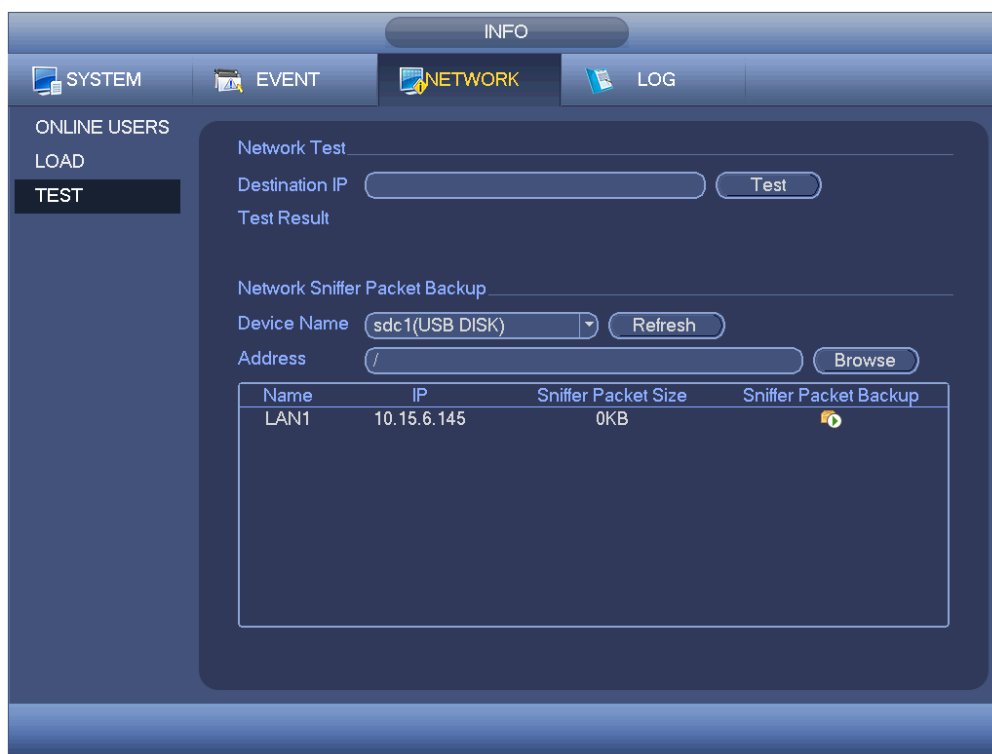 INFO
SYSTEM EVENT NETWORK LOG
ONLINE USERS
LOAD
TEST
Network Test
Destination IP Test
Test Result
Network Sniffer Packet Backup
Device Name sdc1(USB DISK) Refresh
Address / Browse
Name IP Sniffer Packet Size Sniffer Packet Backup
LAN1 10.15.6.145 0KB